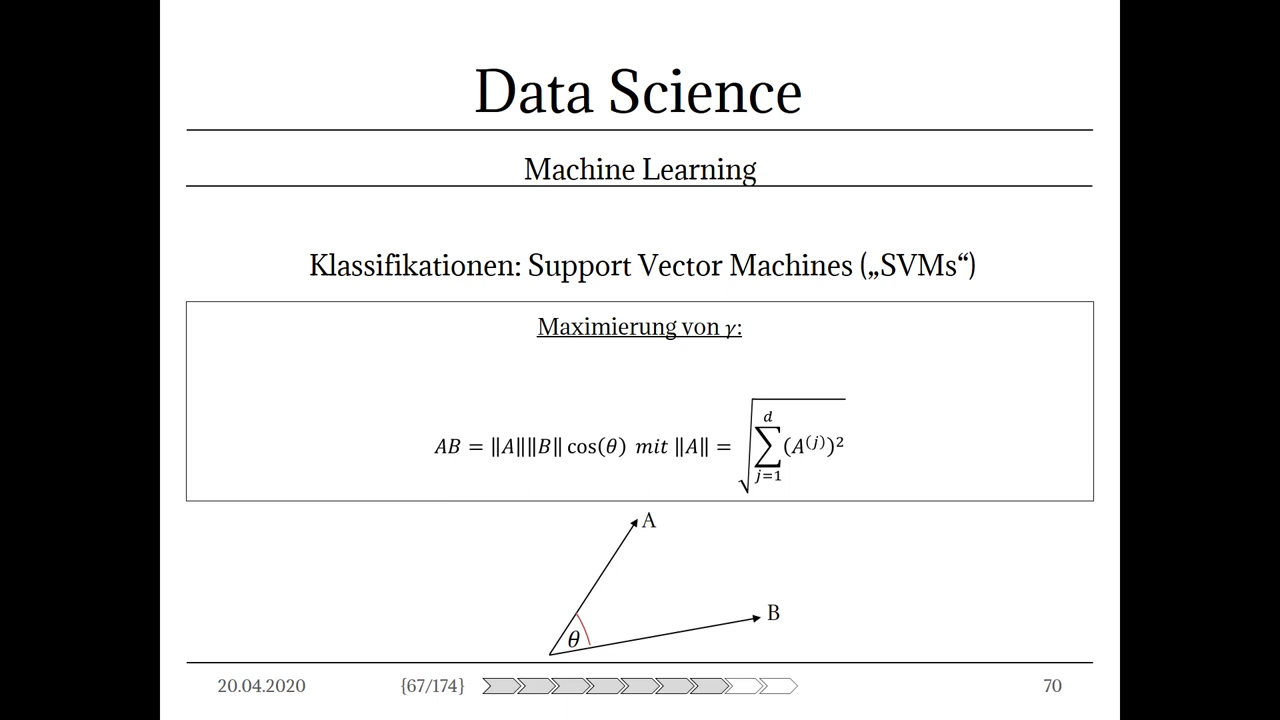 Data Science
Machine Learning
Klassifikationen: Support Vector Machines („SVMs“)
Maximierung von γ:
AB = ‖A‖‖B‖ cos(θ) mit ‖A‖ = √∑_{j=1}^{d}(A^{(j)})^2
A
B
θ
20.04.2020 {67/174} 70